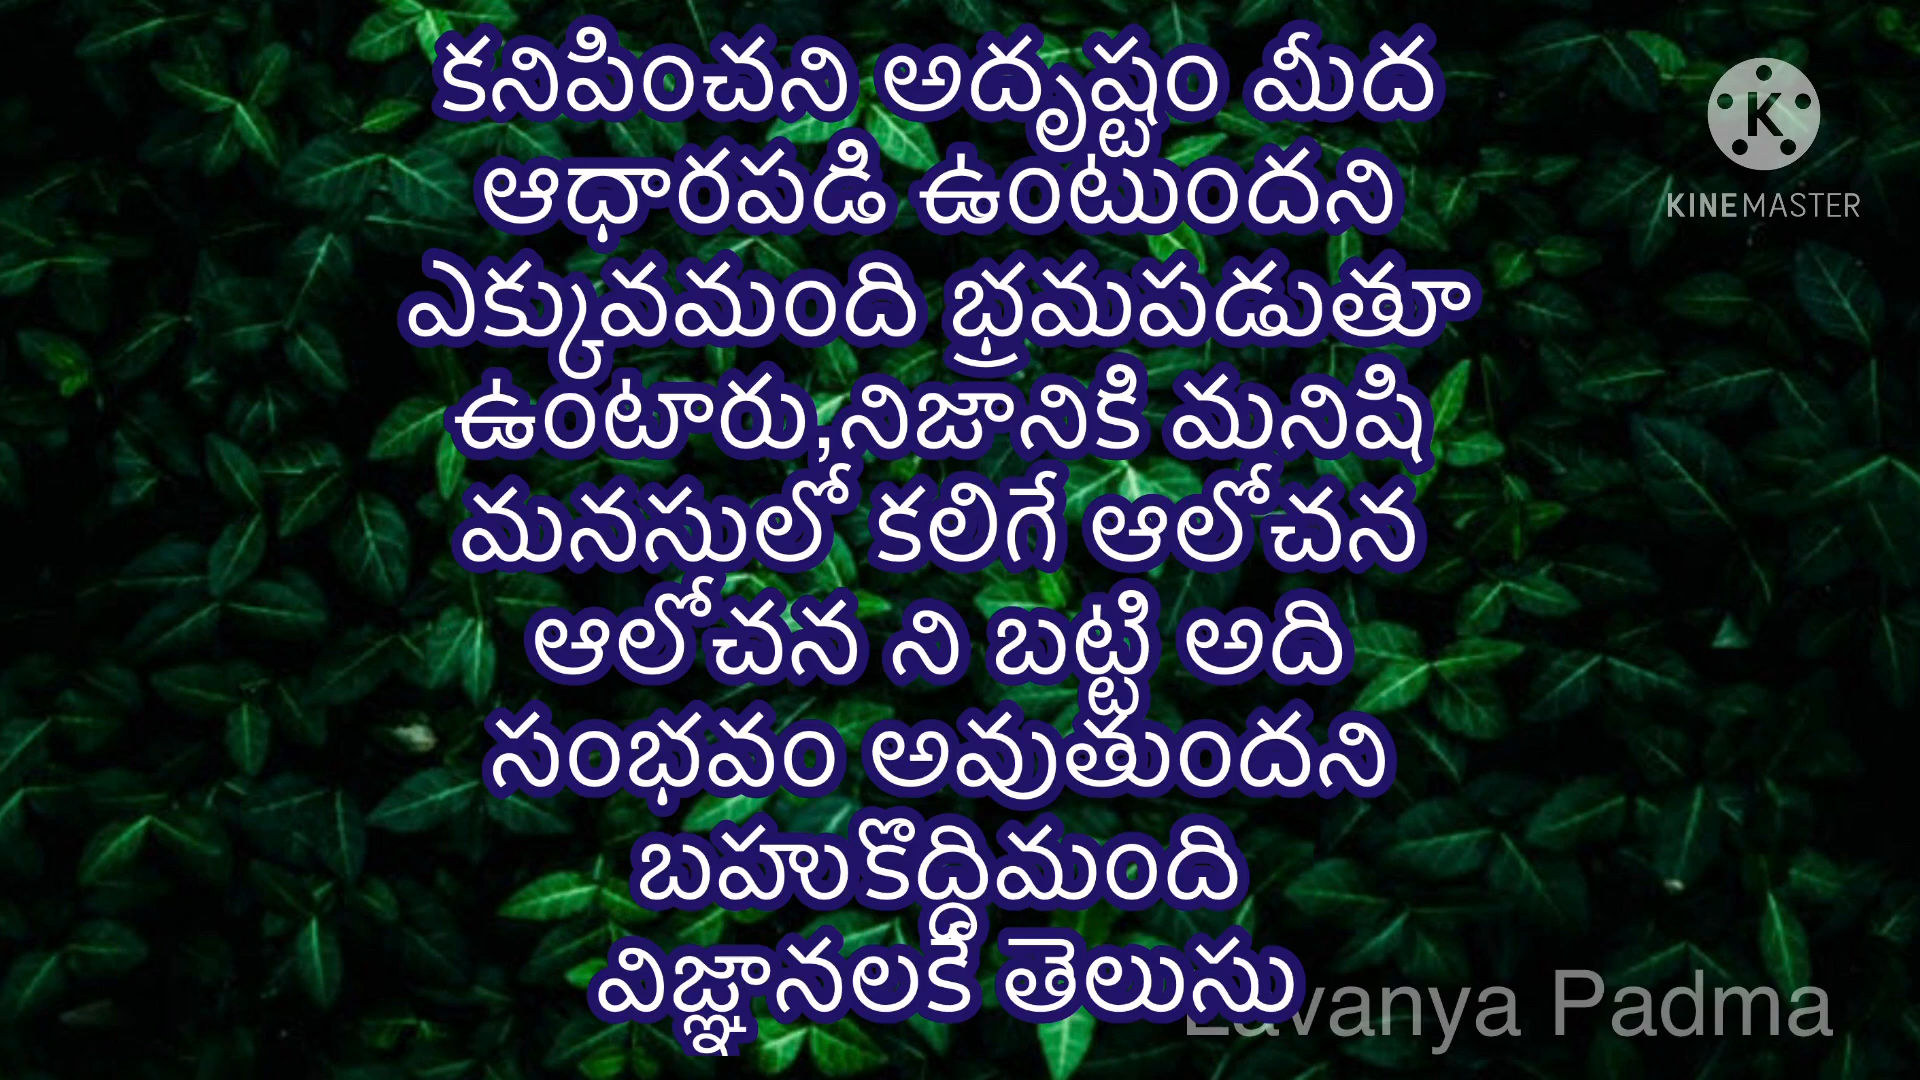 కనిపించని అదృష్టం మీద
ఆధారపడి ఉంటుందని
ఎక్కువమంది భ్రమపడుతూ
ఉంటారు,నిజానికి మనిషి
మనసులో కలిగే ఆలోచన
ఆలోచన ని బట్టి అది
సంభవం అవుతుందని
బహుకొద్దిమంది
విజ్ఞానలకే తెలుసు
K
KINEMASTER
Lavanya Padma